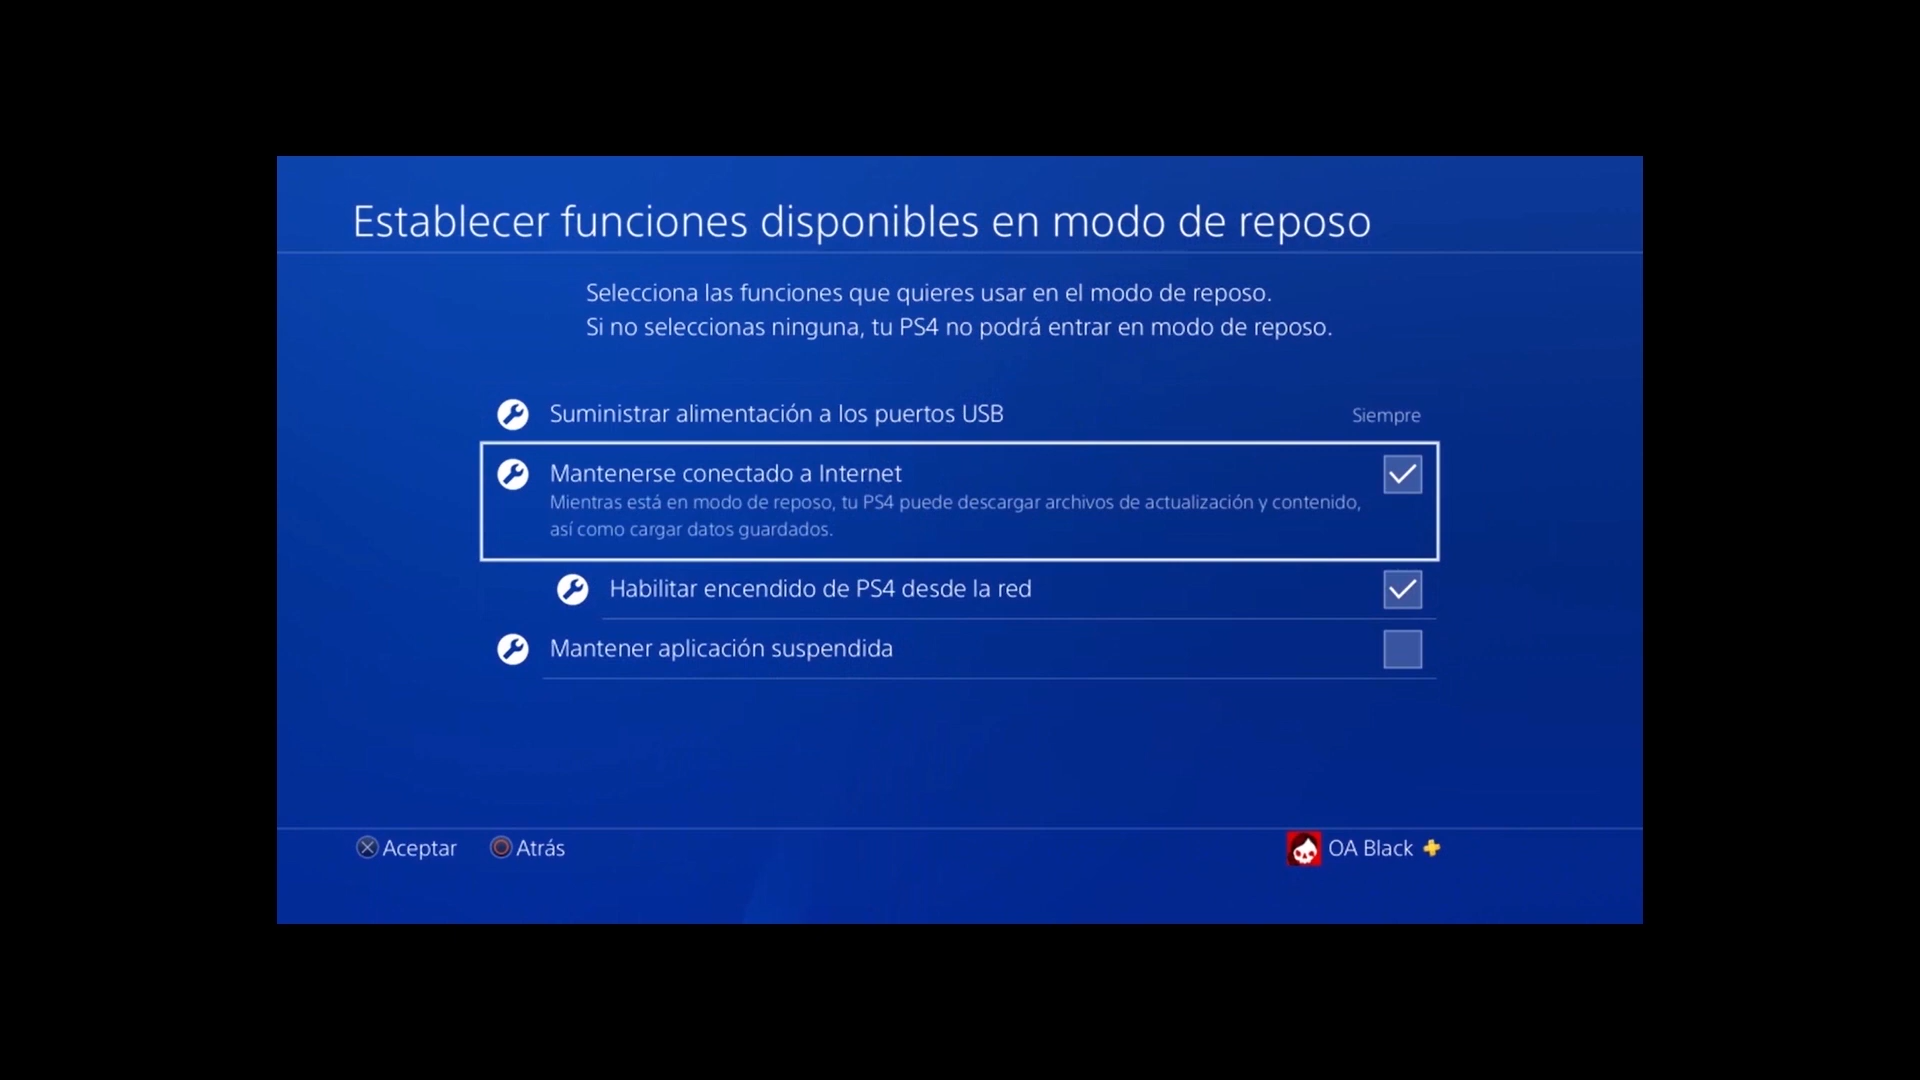 Establecer funciones disponibles en modo de reposo
Selecciona las funciones que quieres usar en el modo de reposo.
Si no seleccionas ninguna, tu PS4 no podrá entrar en modo de reposo.
Suministrar alimentación a los puertos USB Siempre
Mantenerse conectado a Internet
Mientras está en modo de reposo, tu PS4 puede descargar archivos de actualización y contenido,
así como cargar datos guardados.
Habilitar encendido de PS4 desde la red
Mantener aplicación suspendida
Aceptar Atrás OA Black